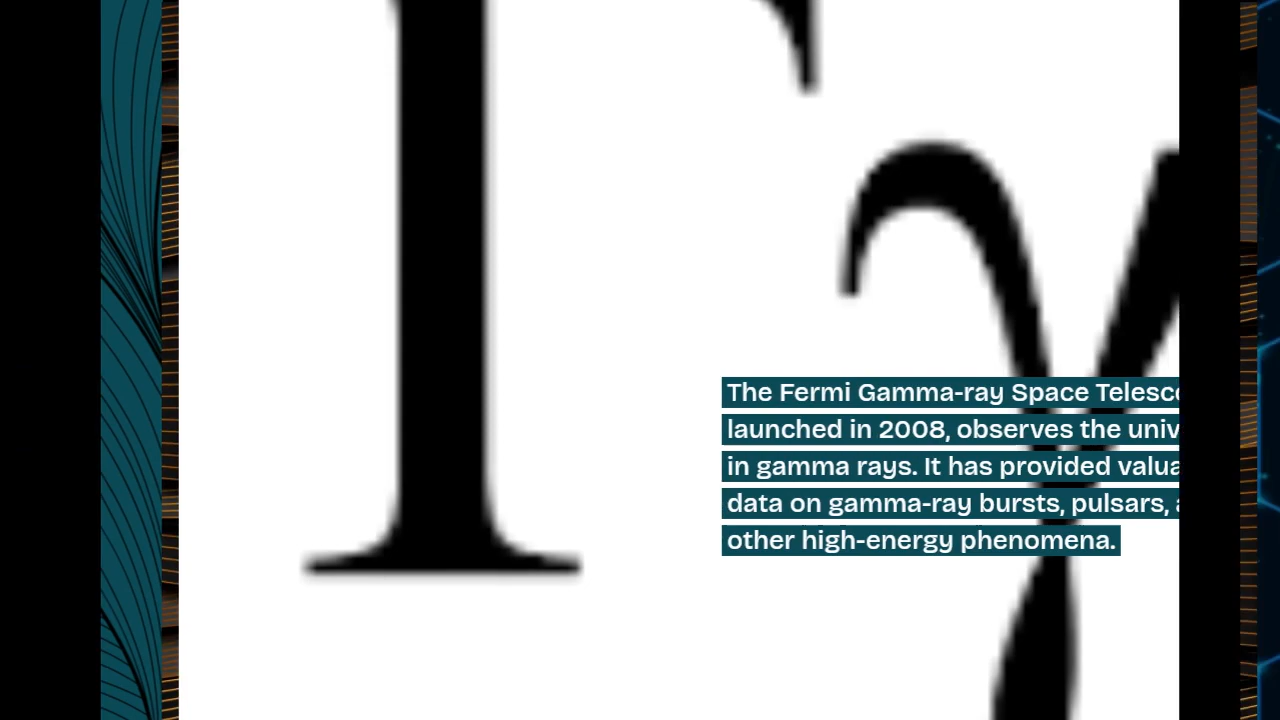 Γγ
The Fermi Gamma-ray Space
launched in 2008, observes the
in gamma rays. It has provided
data on gamma-ray bursts, pulsars,
other high-energy phenomena.